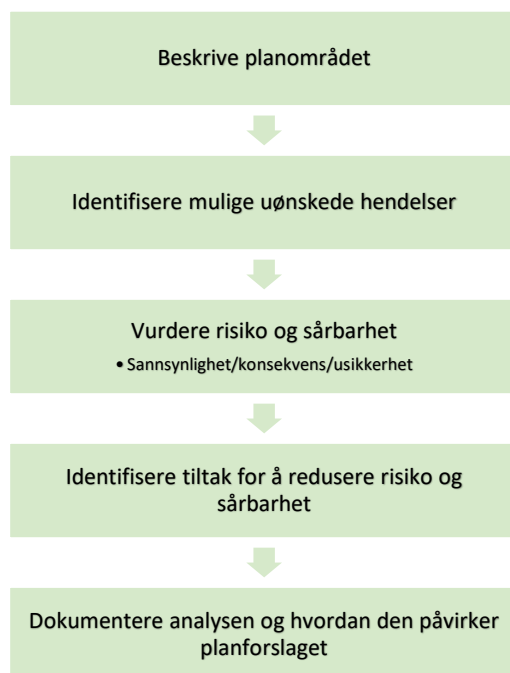 Beskrive planområdet
Identifisere mulige uønskede hendelser
Vurdere risiko og sårbarhet
• Sannsynlighet/konsekvens/usikkerhet
Identifisere tiltak for å redusere risiko og
sårbarhet
Dokumentere analysen og hvordan den påvirker
planforslaget